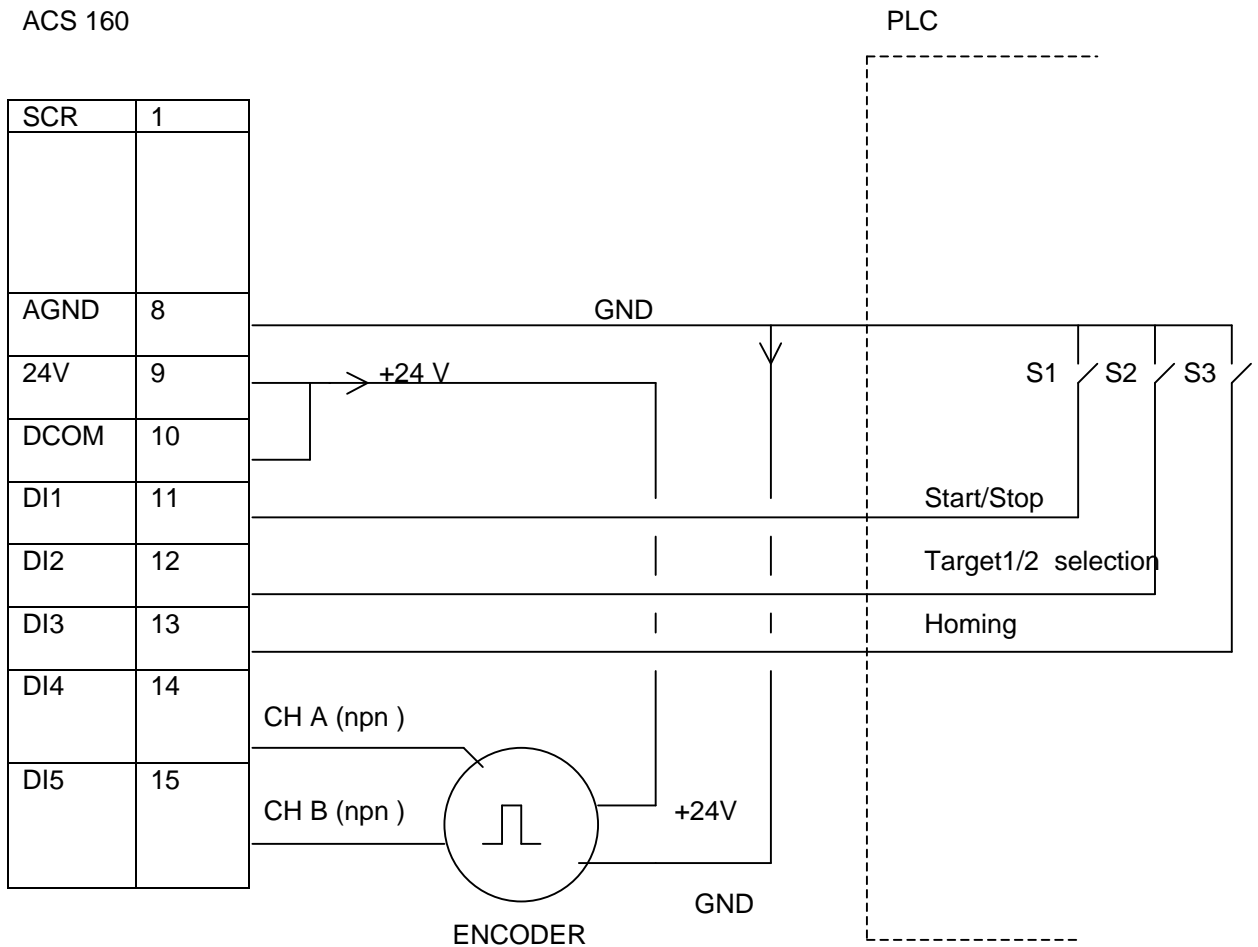 ACS 160
PLC
SCR 1
AGND 8
GND
24V 9
+24 V
S1 S2 S3
DCOM 10
DI1 11
Start/Stop
DI2 12
Target1/2 selection
DI3 13
Homing
DI4 14
CH A (npn )
DI5 15
CH B (npn )
+24V
GND
ENCODER